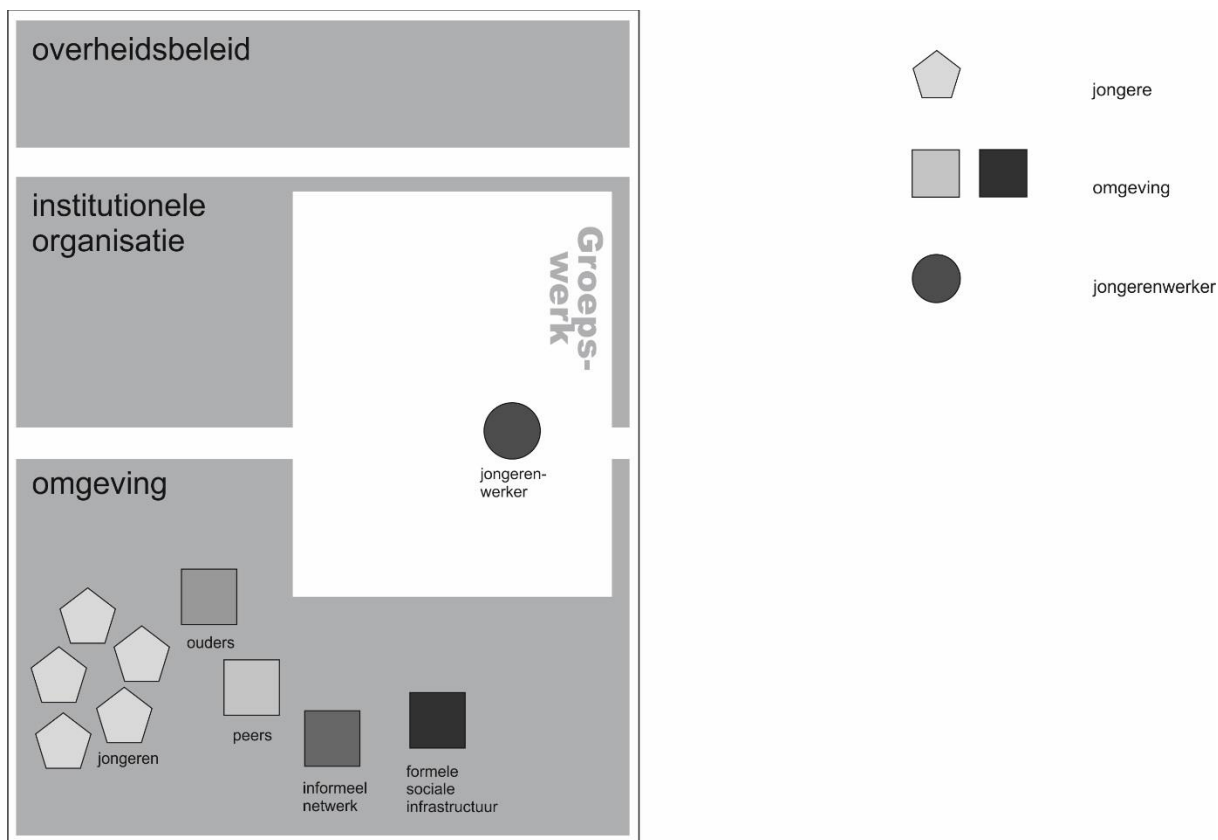 overheidsbeleid
institutionele
organisatie
Groeps-
werk
jongeren-
werker
omgeving
ouders
peers
jongeren
informeel
netwerk
formele
sociale
infrastructuur
jongere
omgeving
jongerenwerker